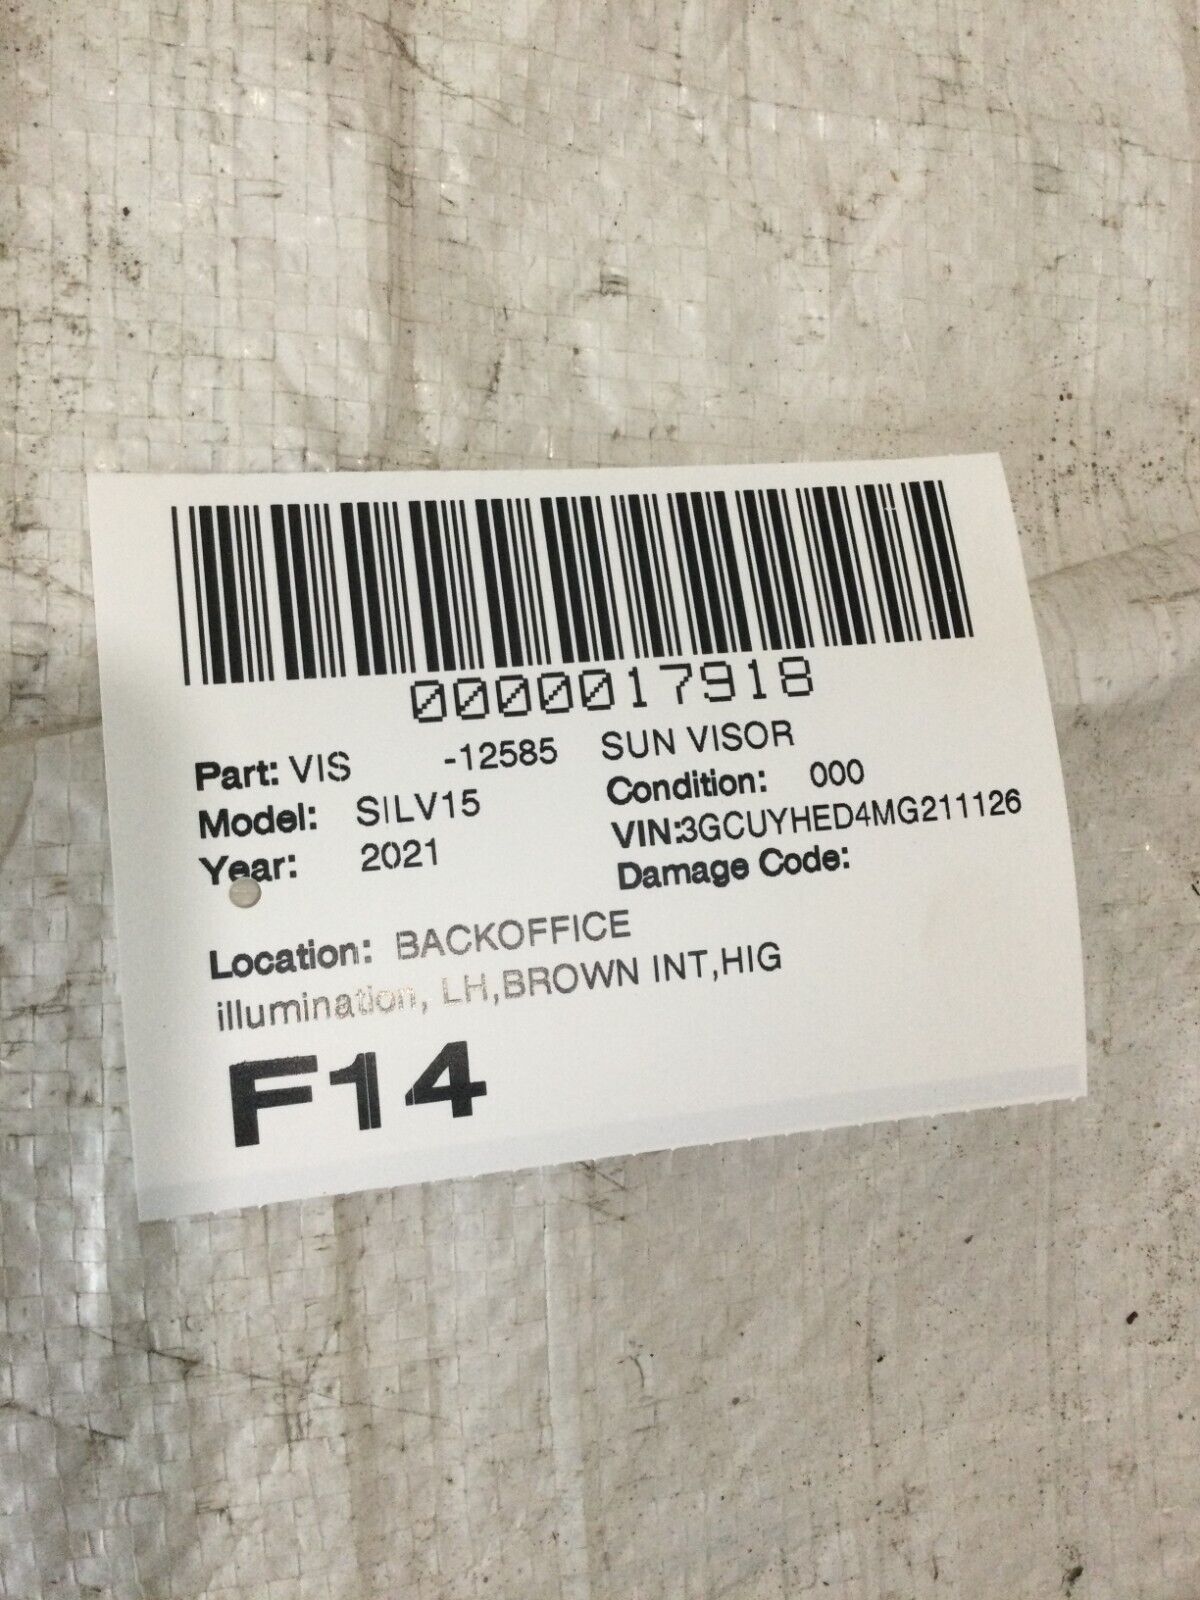 0000017918
Part: VIS -12585 SUN VISOR
Model: SILV15 Condition: 000
Year: 2021 VIN:3GCUYHED4MG211126
Damage Code:
Location: BACKOFFICE
illumination, LH,BROWN INT,HIG
F14